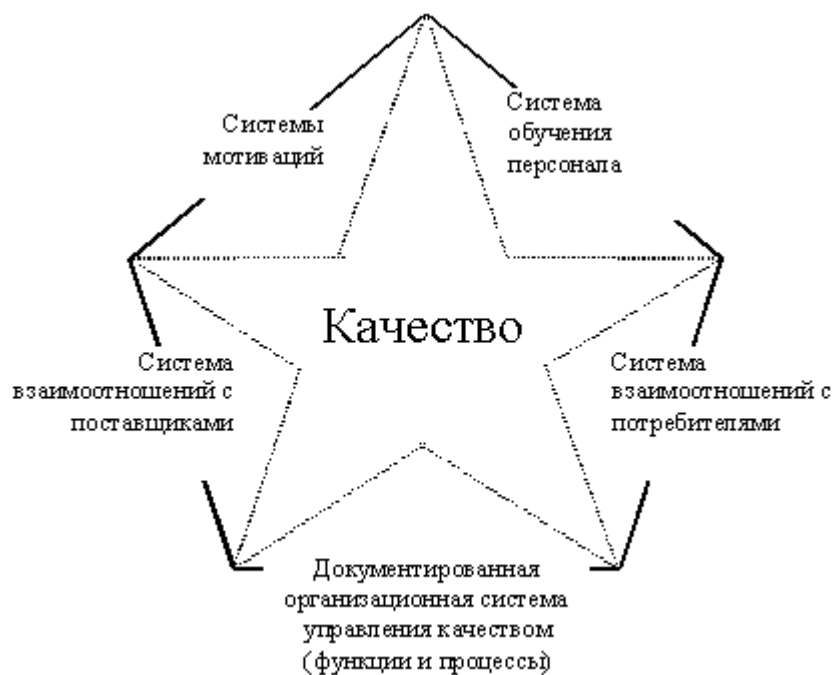 Системы
мотиваций
Система
обучения
персонала
Качество
Система
взаимоотношений с
поставщиками
Система
взаимоотношений с
потребителями
Документированная
организационная система
управления качеством
(функции и процессы)